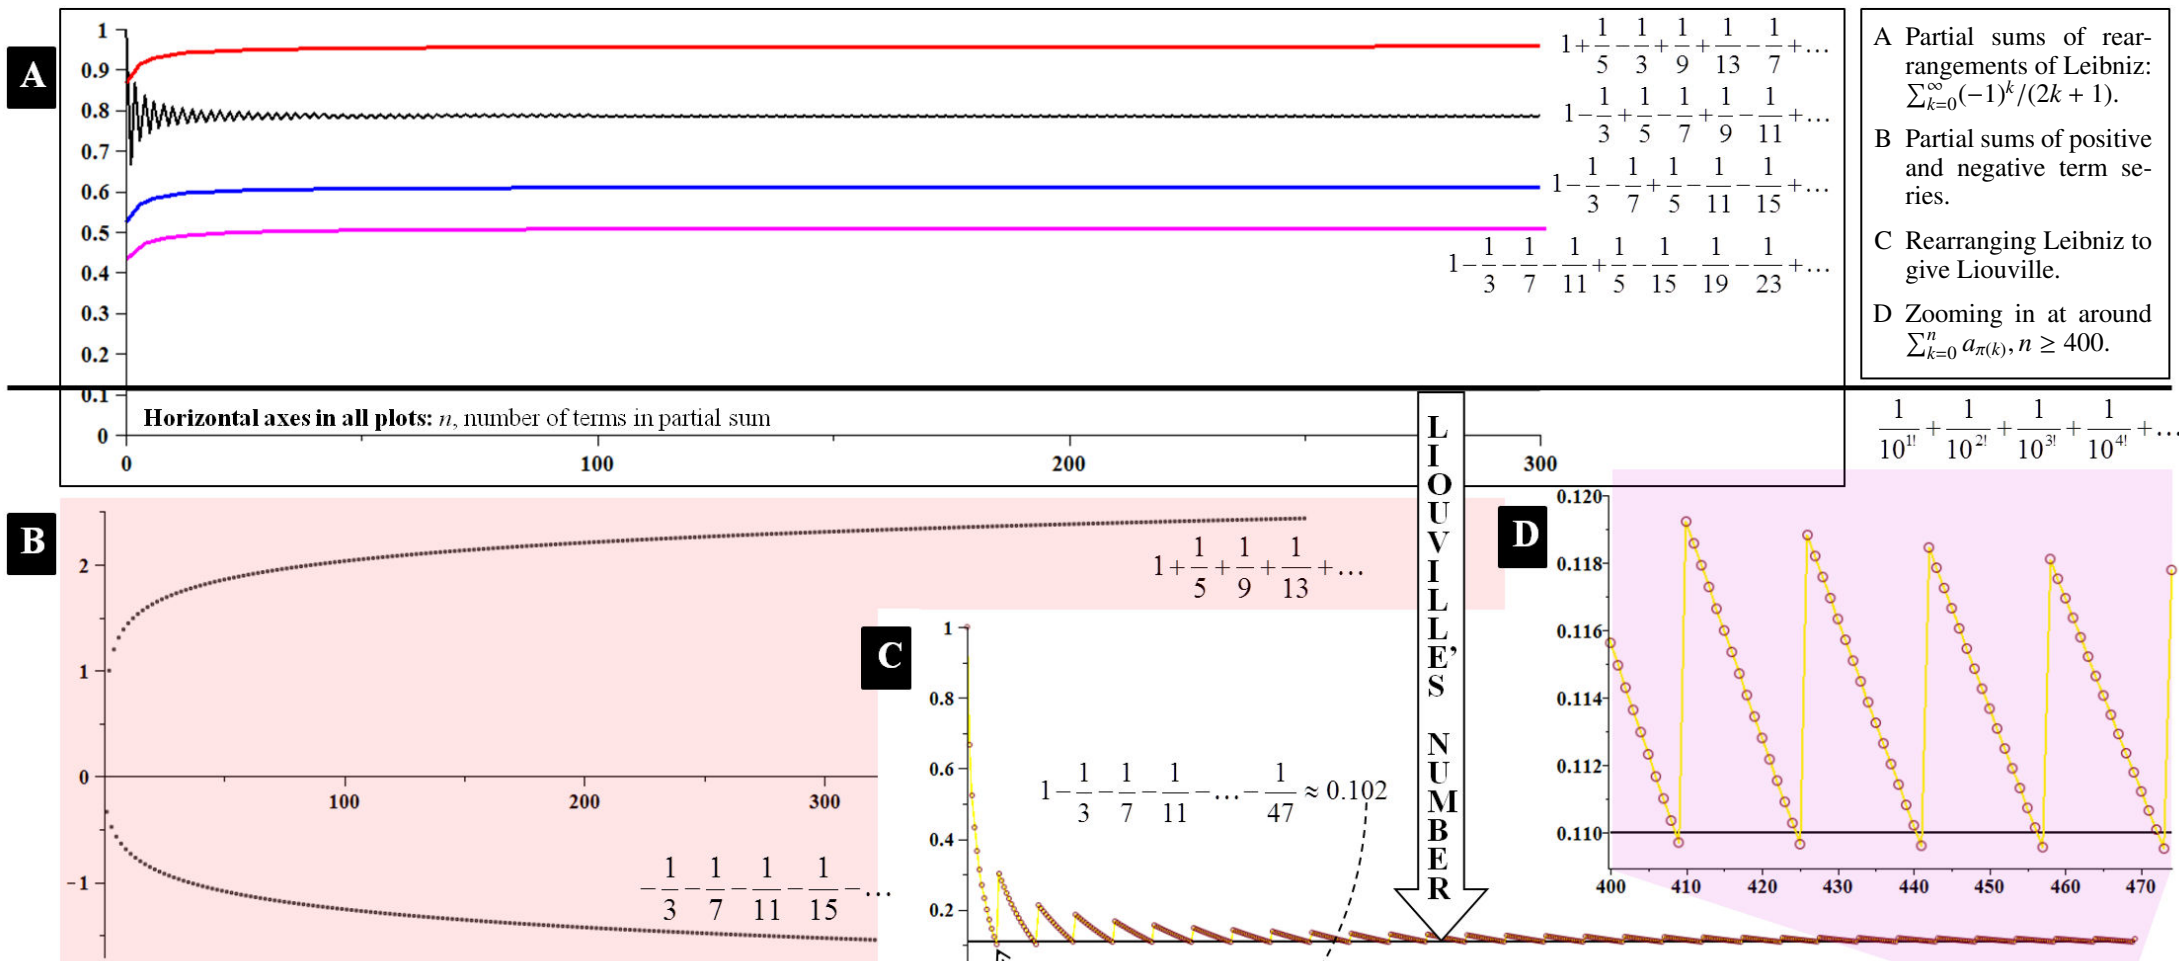 A
1
0.9
0.8
0.7
0.6
0.5
0.4
0.3
0.2
0.1
0
0
100
200
300
1 + 1/5 − 1/3 + 1/9 + 1/13 − 1/7 + …
1 − 1/3 + 1/5 − 1/7 + 1/9 − 1/11 + …
1 − 1/3 − 1/7 + 1/5 − 1/11 − 1/15 + …
1 − 1/3 − 1/7 − 1/11 + 1/5 − 1/15 − 1/19 − 1/23 + …
Horizontal axes in all plots: n, number of terms in partial sum
A Partial sums of rear-
rangements of Leibniz:
∑_{k=0}^{∞}(−1)^k/(2k + 1).
B Partial sums of positive
and negative term se-
ries.
C Rearranging Leibniz to
give Liouville.
D Zooming in at around
∑_{k=0}^{n} a_{π(k)}, n ≥ 400.
1/10^{1!} + 1/10^{2!} + 1/10^{3!} + 1/10^{4!} + …
LIOUVILLE'S NUMBER
B
2
1
0
−1
100
200
300
1 + 1/5 + 1/9 + 1/13 + …
− 1/3 − 1/7 − 1/11 − 1/15 − …
C
1
0.8
0.6
0.4
0.2
1 − 1/3 − 1/7 − 1/11 − … − 1/47 ≈ 0.102
D
0.120
0.118
0.116
0.114
0.112
0.110
400
410
420
430
440
450
460
470